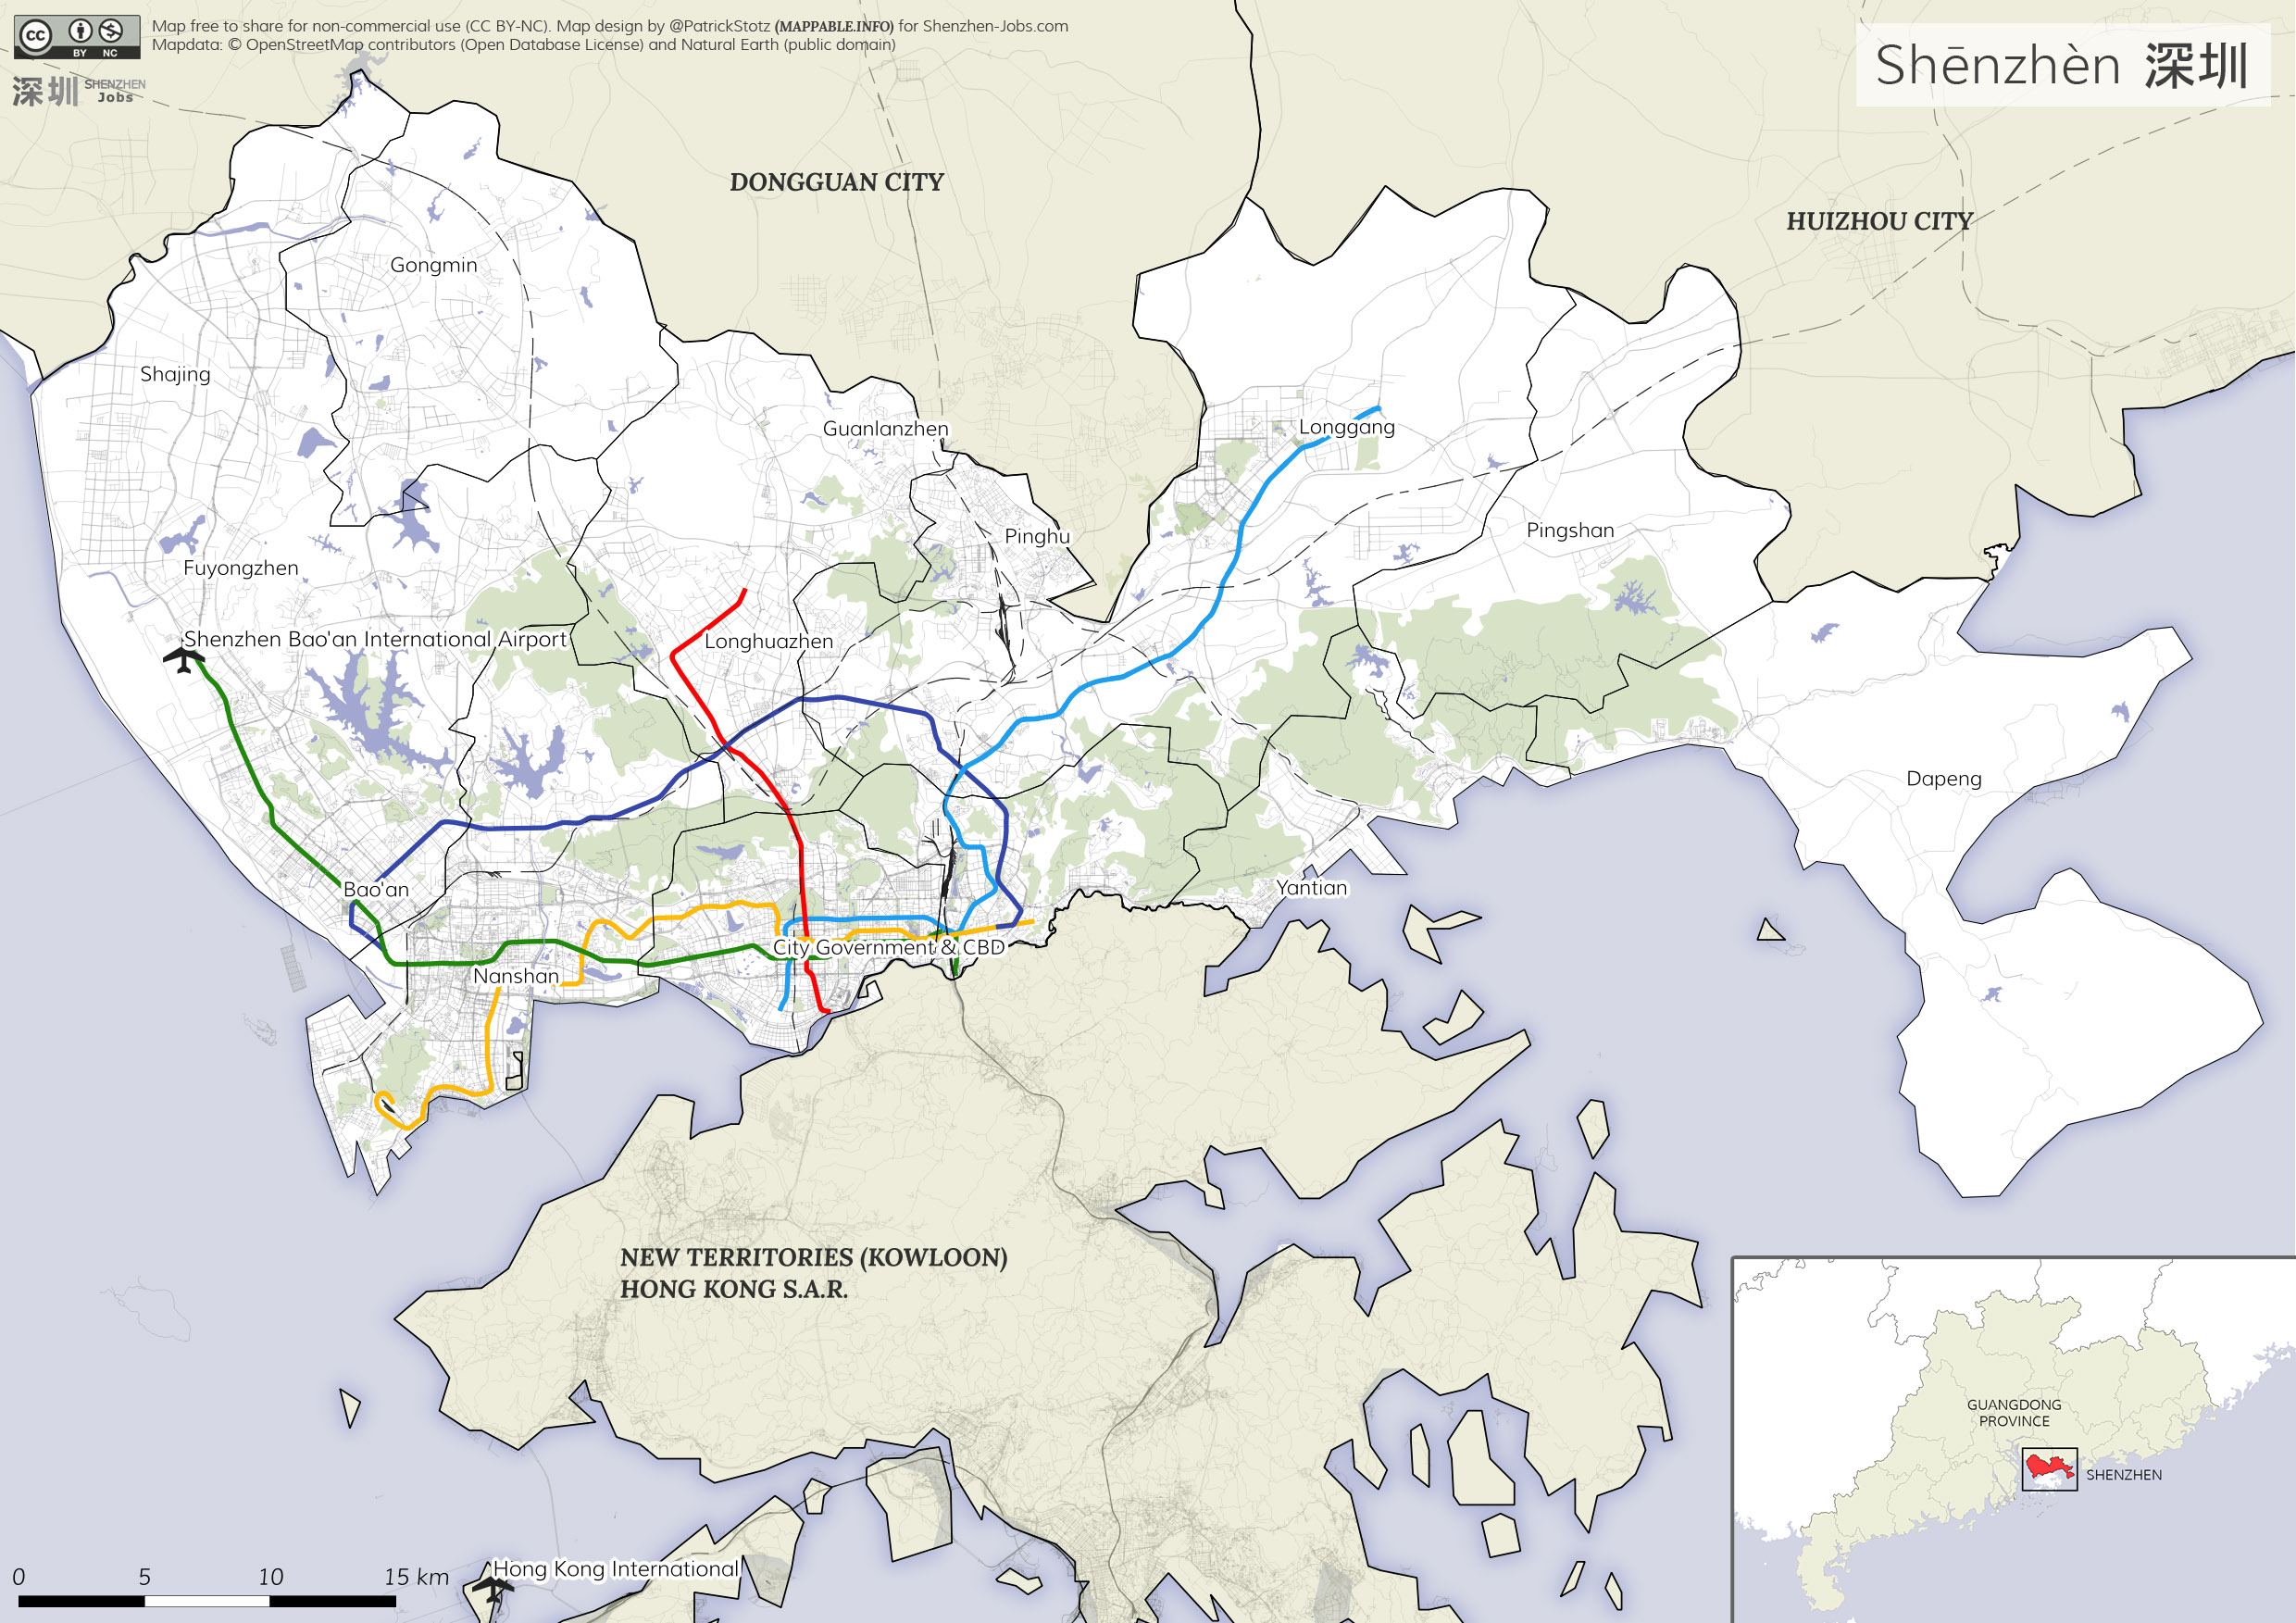 Map free to share for non-commercial use (CC BY-NC). Map design by @PatrickStotz (MAPPABLE.INFO) for Shenzhen-Jobs.com
Mapdata: © OpenStreetMap contributors (Open Database License) and Natural Earth (public domain)
cc
BY NC
深圳 SHENZHEN
Jobs
Shēnzhèn 深圳
DONGGUAN CITY
HUIZHOU CITY
Gongmin
Shajing
Guanlanzhen
Longgang
Pinghu
Pingshan
Fuyongzhen
Shenzhen Bao'an International Airport
Longhuazhen
Dapeng
Bao'an
Yantian
City Government & CBD
Nanshan
NEW TERRITORIES (KOWLOON)
HONG KONG S.A.R.
GUANGDONG
PROVINCE
SHENZHEN
Hong Kong International
0 5 10 15 km